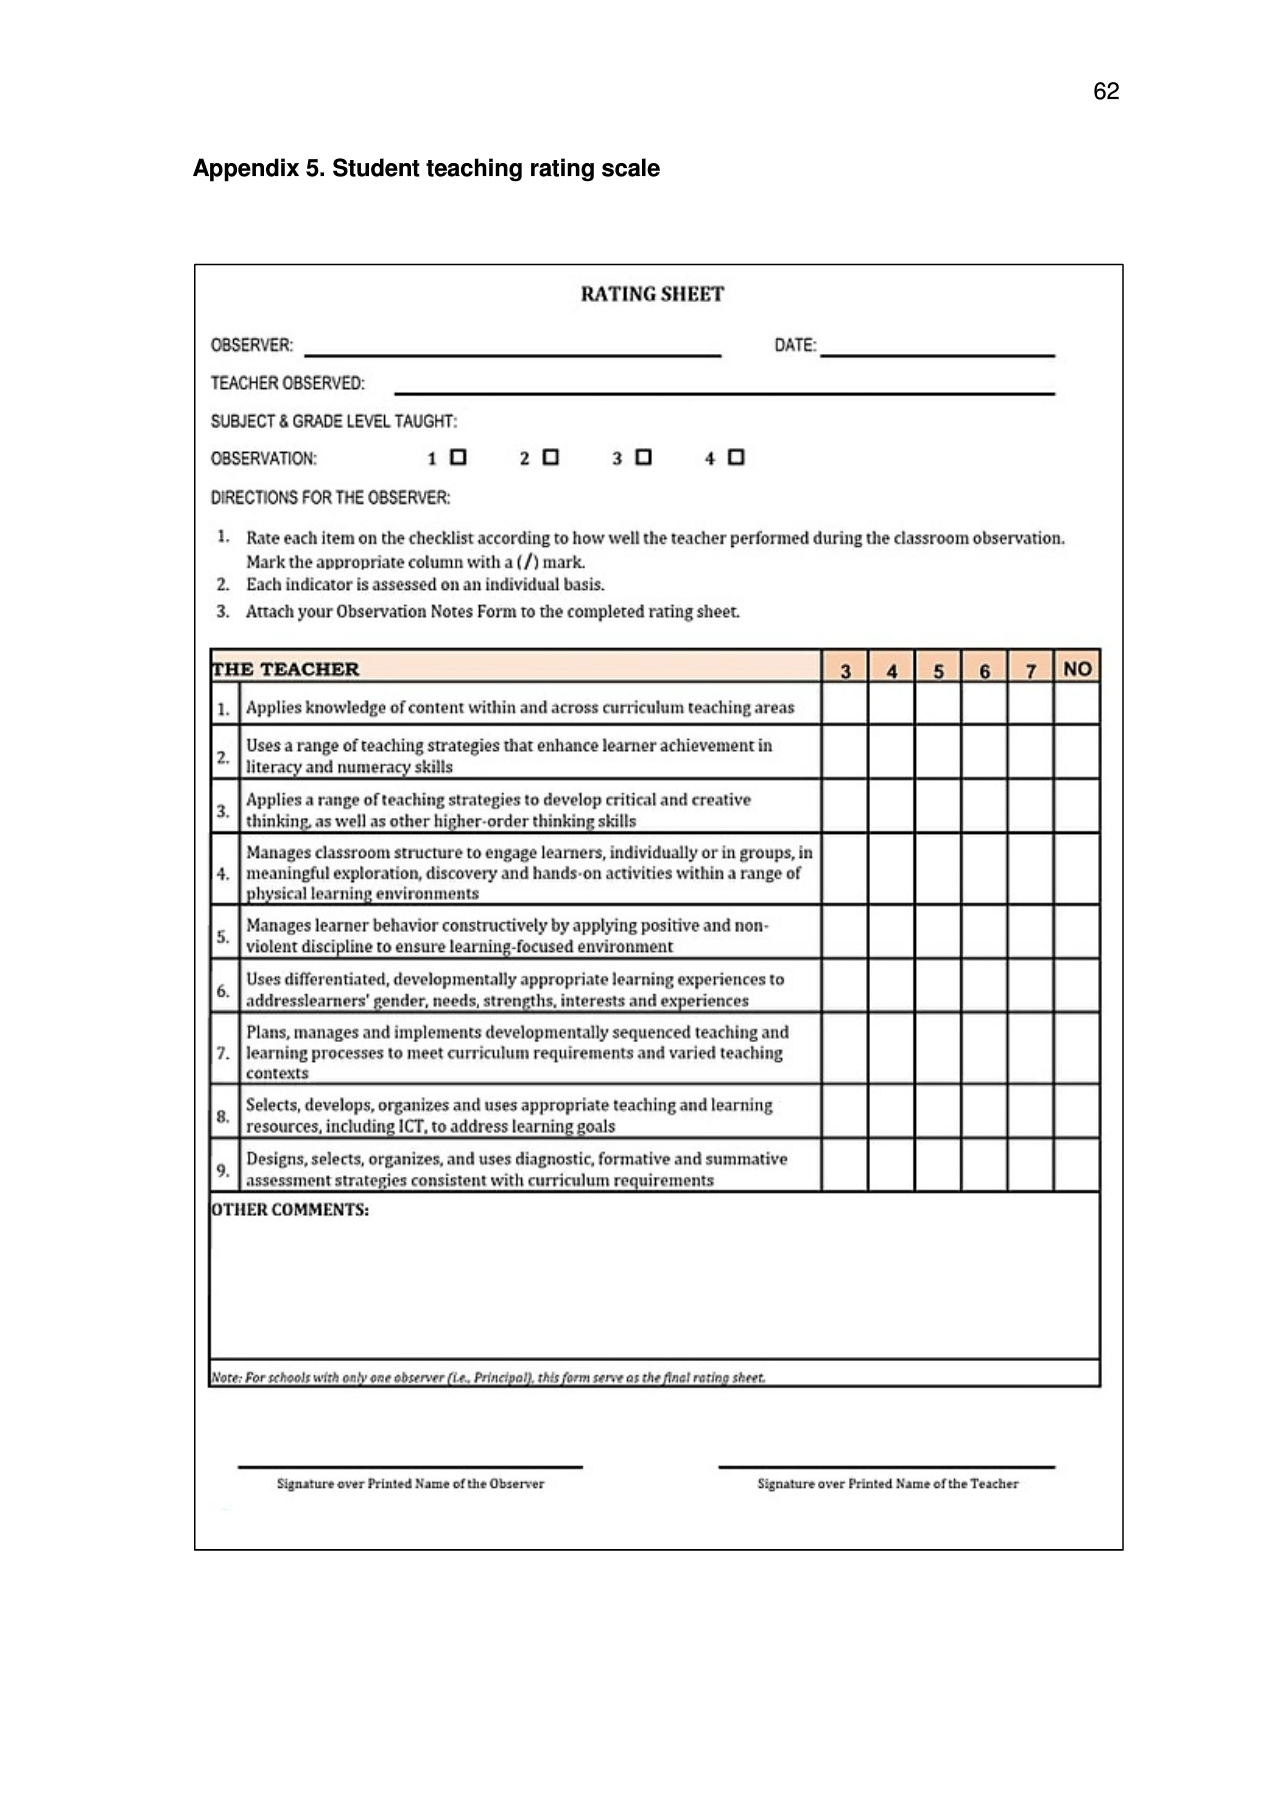 62
Appendix 5. Student teaching rating scale
RATING SHEET
OBSERVER: DATE:
TEACHER OBSERVED:
SUBJECT & GRADE LEVEL TAUGHT:
OBSERVATION: 1 2 3 4
DIRECTIONS FOR THE OBSERVER:
1. Rate each item on the checklist according to how well the teacher performed during the classroom observation.
Mark the appropriate column with a (/) mark.
2. Each indicator is assessed on an individual basis.
3. Attach your Observation Notes Form to the completed rating sheet.
THE TEACHER 3 4 5 6 7 NO
1. Applies knowledge of content within and across curriculum teaching areas
2. Uses a range of teaching strategies that enhance learner achievement in
literacy and numeracy skills
3. Applies a range of teaching strategies to develop critical and creative
thinking, as well as other higher-order thinking skills
4. Manages classroom structure to engage learners, individually or in groups, in
meaningful exploration, discovery and hands-on activities within a range of
physical learning environments
5. Manages learner behavior constructively by applying positive and non-
violent discipline to ensure learning-focused environment
6. Uses differentiated, developmentally appropriate learning experiences to
addresslearners' gender, needs, strengths, interests and experiences
7. Plans, manages and implements developmentally sequenced teaching and
learning processes to meet curriculum requirements and varied teaching
contexts
8. Selects, develops, organizes and uses appropriate teaching and learning
resources, including ICT, to address learning goals
9. Designs, selects, organizes, and uses diagnostic, formative and summative
assessment strategies consistent with curriculum requirements
OTHER COMMENTS:
Note: For schools with only one observer (i.e., Principal), this form serve as the final rating sheet.
Signature over Printed Name of the Observer Signature over Printed Name of the Teacher